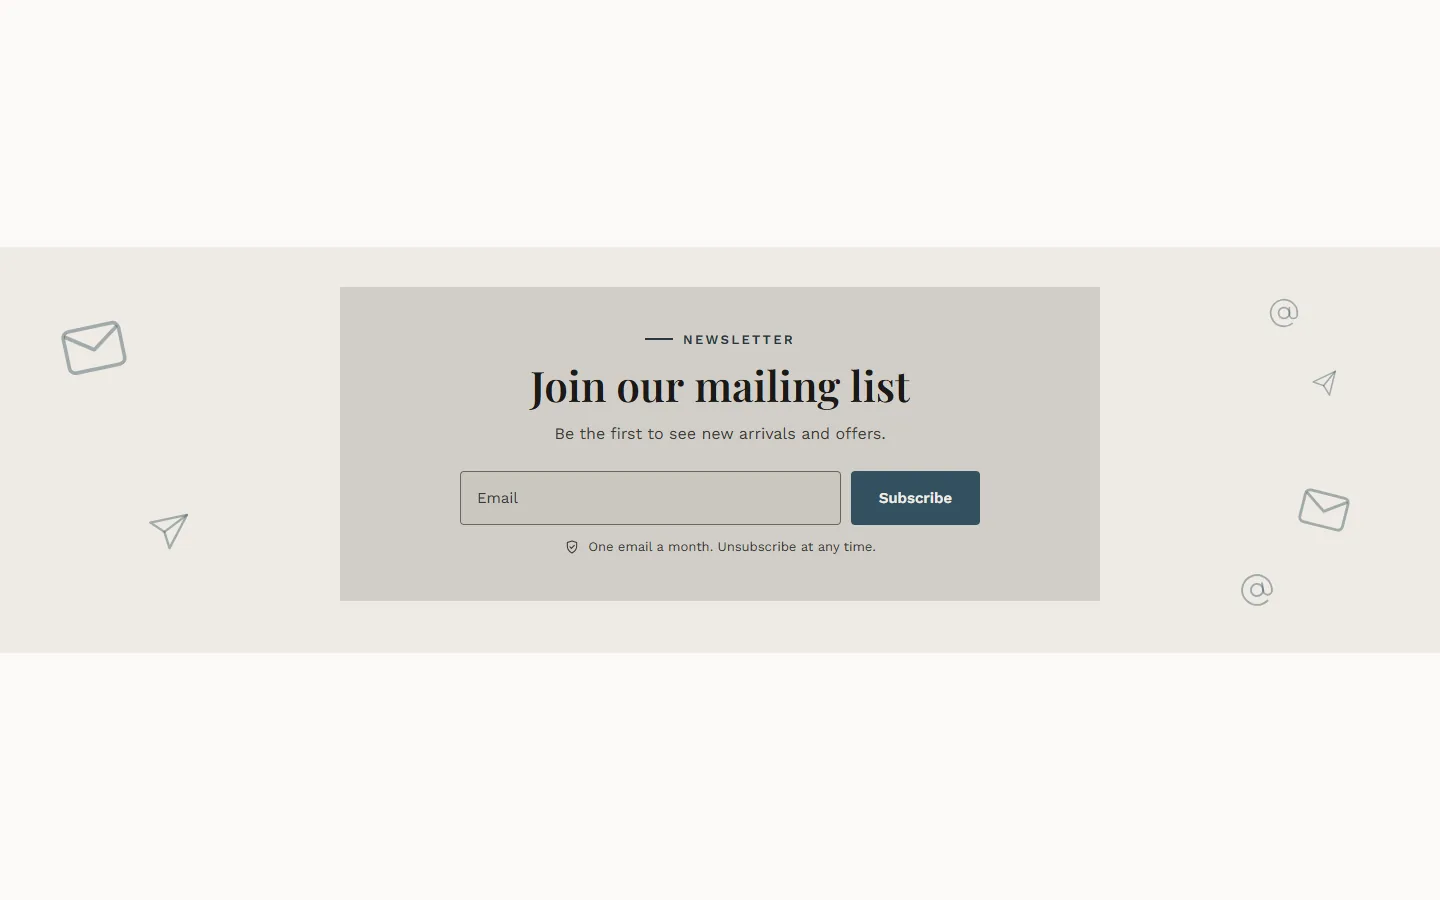 NEWSLETTER
Join our mailing list
Be the first to see new arrivals and offers.
Email
Subscribe
One email a month. Unsubscribe at any time.